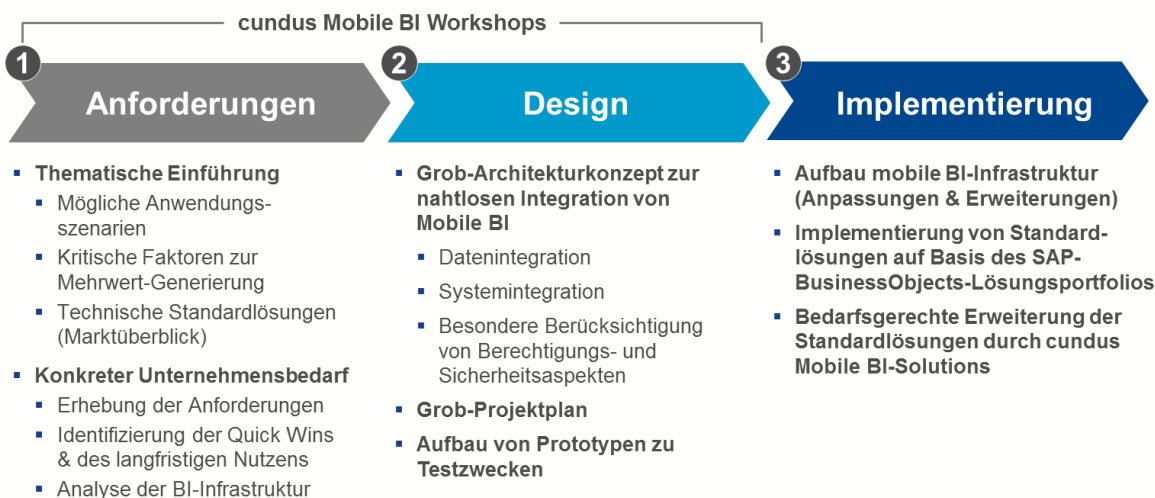 cundus Mobile BI Workshops
1
Anforderungen
▪ Thematische Einführung
▪ Mögliche Anwendungs-
szenarien
▪ Kritische Faktoren zur
Mehrwert-Generierung
▪ Technische Standardlösungen
(Marktüberblick)
▪ Konkreter Unternehmensbedarf
▪ Erhebung der Anforderungen
▪ Identifizierung der Quick Wins
& des langfristigen Nutzens
▪ Analyse der BI-Infrastruktur
2
Design
▪ Grob-Architekturkonzept zur
nahtlosen Integration von
Mobile BI
▪ Datenintegration
▪ Systemintegration
▪ Besondere Berücksichtigung
von Berechtigungs- und
Sicherheitsaspekten
▪ Grob-Projektplan
▪ Aufbau von Prototypen zu
Testzwecken
3
Implementierung
▪ Aufbau mobile BI-Infrastruktur
(Anpassungen & Erweiterungen)
▪ Implementierung von Standard-
lösungen auf Basis des SAP-
BusinessObjects-Lösungsportfolios
▪ Bedarfsgerechte Erweiterung der
Standardlösungen durch cundus
Mobile BI-Solutions